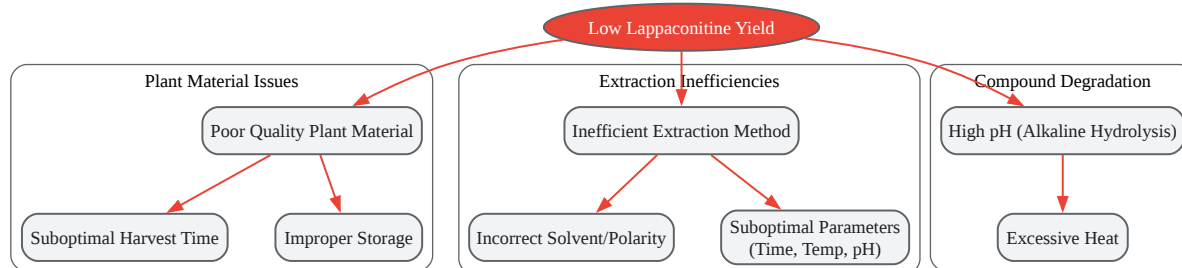 Low Lappaconitine Yield
Plant Material Issues
Extraction Inefficiencies
Compound Degradation
Poor Quality Plant Material
Inefficient Extraction Method
High pH (Alkaline Hydrolysis)
Suboptimal Harvest Time
Improper Storage
Incorrect Solvent/Polarity
Suboptimal Parameters
(Time, Temp, pH)
Excessive Heat